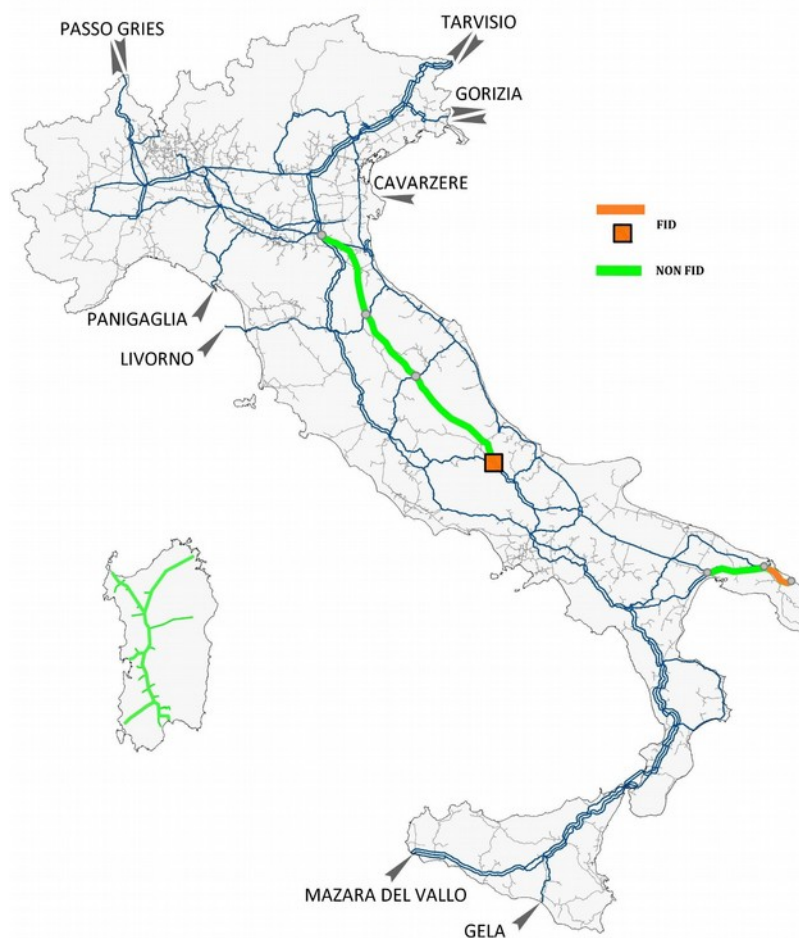 PASSO GRIES
TARVISIO
GORIZIA
CAVARZERE
FID
NON FID
PANIGAGLIA
LIVORNO
MAZARA DEL VALLO
GELA